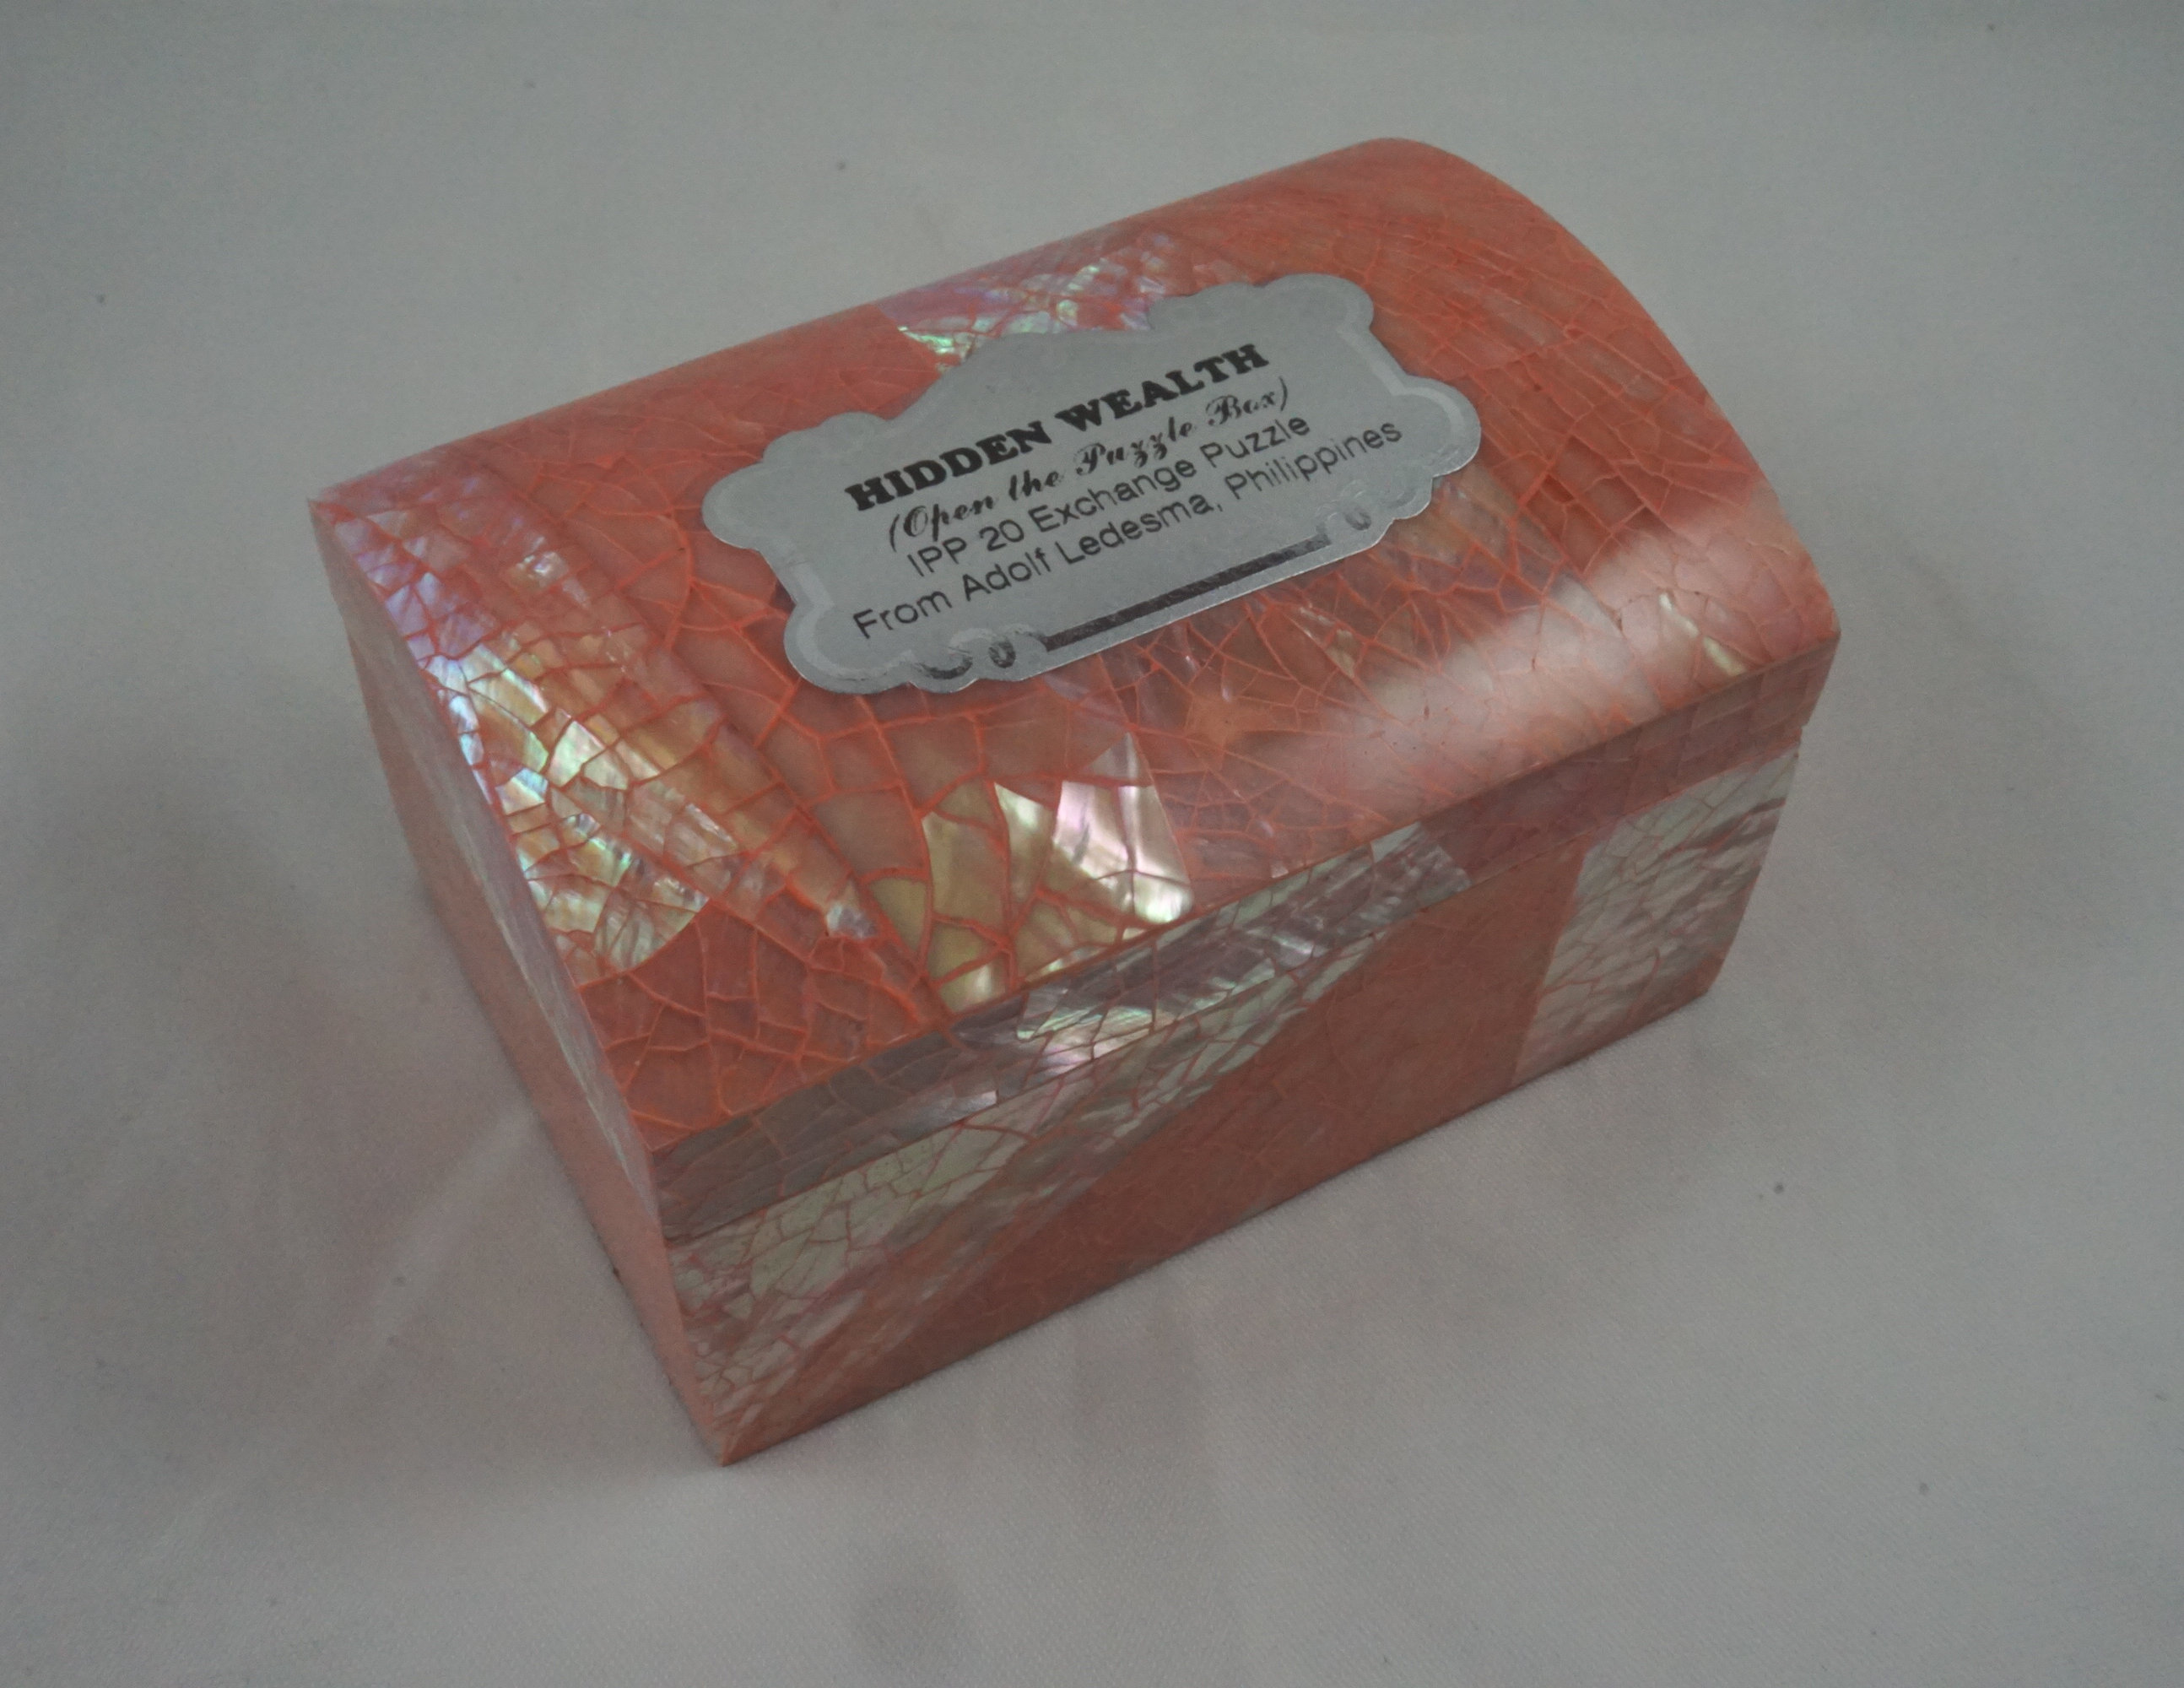 HIDDEN WEALTH
(Open the Puzzle Box)
IPP 20 Exchange Puzzle
From Adolf Ledesma, Philippines